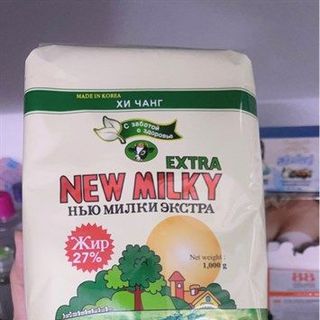 MADE IN KOREA
ХИ ЧАНГ
С заботой
о здоровье
EXTRA
NEW MILKY
НЬЮ МИЛКИ ЭКСТРА
Жир
27%
Net weight :
1,000 g
BB